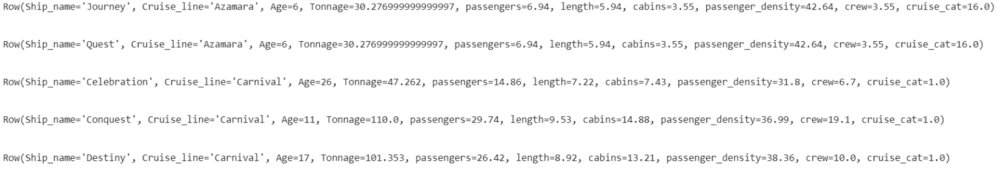 Row(Ship_name='Journey', Cruise_line='Azamara', Age=6, Tonnage=30.276999999999997, passengers=6.94, length=5.94, cabins=3.55, passenger_density=42.64, crew=3.55, cruise_cat=16.0)
Row(Ship_name='Quest', Cruise_line='Azamara', Age=6, Tonnage=30.276999999999997, passengers=6.94, length=5.94, cabins=3.55, passenger_density=42.64, crew=3.55, cruise_cat=16.0)
Row(Ship_name='Celebration', Cruise_line='Carnival', Age=26, Tonnage=47.262, passengers=14.86, length=7.22, cabins=7.43, passenger_density=31.8, crew=6.7, cruise_cat=1.0)
Row(Ship_name='Conquest', Cruise_line='Carnival', Age=11, Tonnage=110.0, passengers=29.74, length=9.53, cabins=14.88, passenger_density=36.99, crew=19.1, cruise_cat=1.0)
Row(Ship_name='Destiny', Cruise_line='Carnival', Age=17, Tonnage=101.353, passengers=26.42, length=8.92, cabins=13.21, passenger_density=38.36, crew=10.0, cruise_cat=1.0)